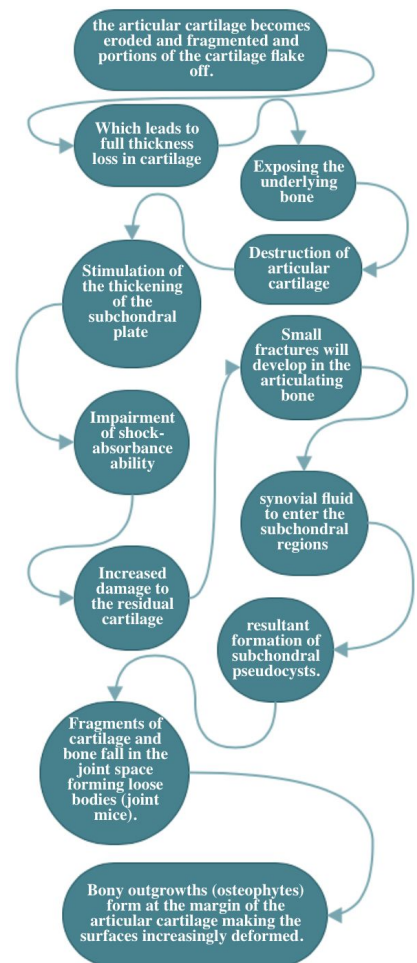 the articular cartilage becomes
eroded and fragmented and
portions of the cartilage flake
off.
Which leads to
full thickness
loss in cartilage
Exposing the
underlying
bone
Destruction of
articular
cartilage
Stimulation of
the thickening
of the
subchondral
plate
Impairment
of shock-
absorbance
ability
Increased
damage to
the residual
cartilage
Small
fractures will
develop in the
articulating
bone
synovial fluid
to enter the
subchondral
regions
resultant
formation of
subchondral
pseudocysts.
Fragments of
cartilage and
bone fall in the
joint space
forming loose
bodies (joint
mice).
Bony outgrowths (osteophytes)
form at the margin of the
articular cartilage making the
surfaces increasingly deformed.